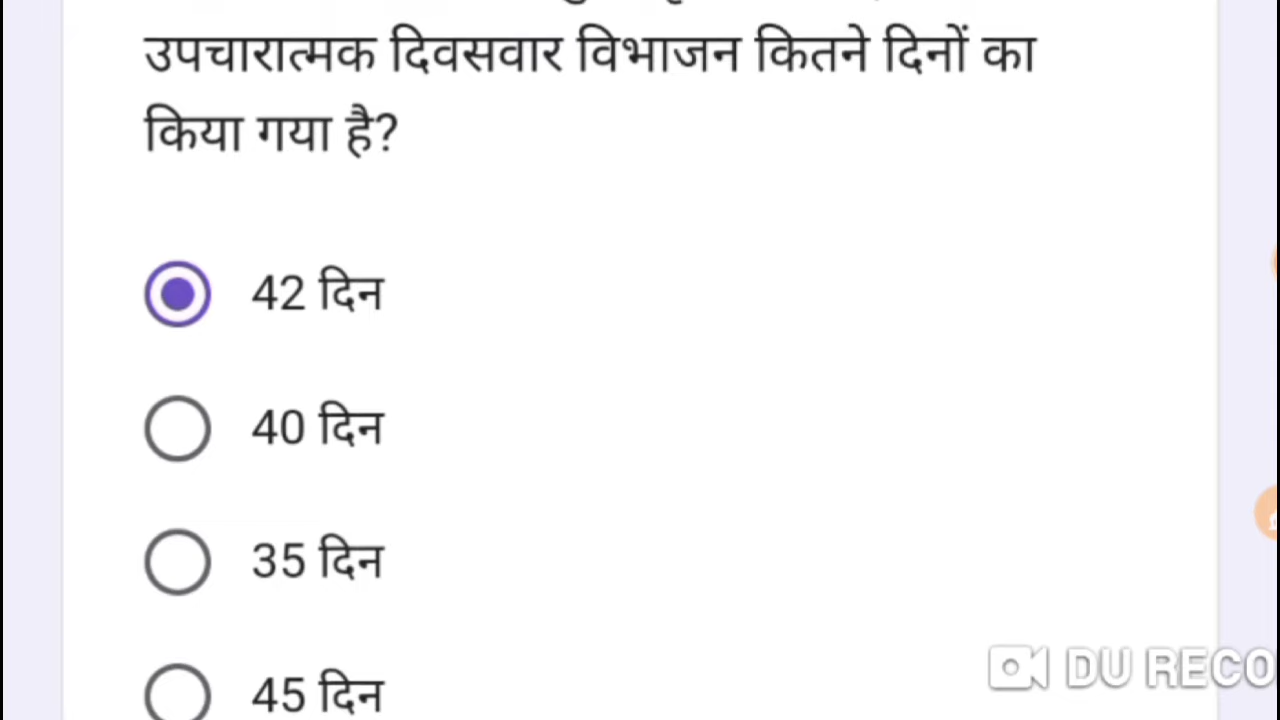 उपचारात्मक दिवसवार विभाजन कितने दिनों का
किया गया है?
42 दिन
40 दिन
35 दिन
45 दिन
DU RECO